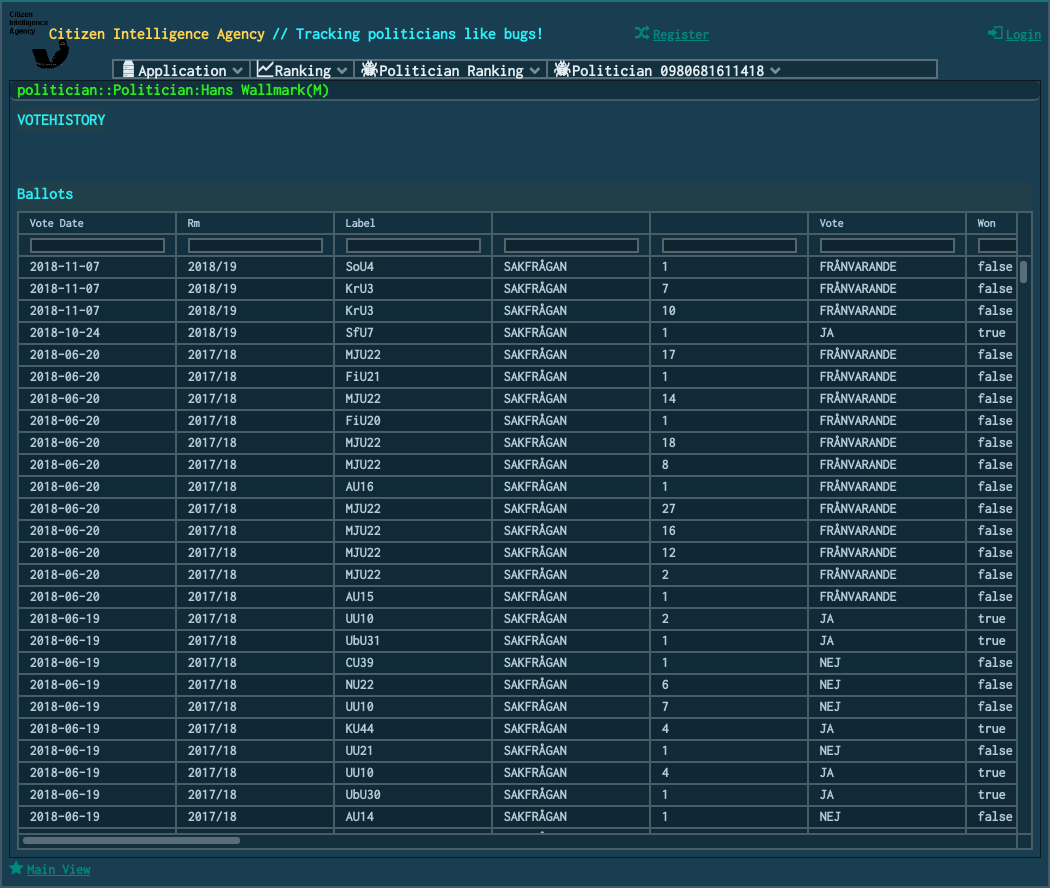 Citizen
Intelligence
Agency
Citizen Intelligence Agency // Tracking politicians like bugs!
Register
Login
Application Ranking Politician Ranking Politician 0980681611418
politician::Politician:Hans Wallmark(M)
VOTEHISTORY
Ballots
Vote Date Rm Label Vote Won
2018-11-07 2018/19 SoU4 SAKFRÅGAN 1 FRÅNVARANDE false
2018-11-07 2018/19 KrU3 SAKFRÅGAN 7 FRÅNVARANDE false
2018-11-07 2018/19 KrU3 SAKFRÅGAN 10 FRÅNVARANDE false
2018-10-24 2018/19 SfU7 SAKFRÅGAN 1 JA true
2018-06-20 2017/18 MJU22 SAKFRÅGAN 17 FRÅNVARANDE false
2018-06-20 2017/18 FiU21 SAKFRÅGAN 1 FRÅNVARANDE false
2018-06-20 2017/18 MJU22 SAKFRÅGAN 14 FRÅNVARANDE false
2018-06-20 2017/18 FiU20 SAKFRÅGAN 1 FRÅNVARANDE false
2018-06-20 2017/18 MJU22 SAKFRÅGAN 18 FRÅNVARANDE false
2018-06-20 2017/18 MJU22 SAKFRÅGAN 8 FRÅNVARANDE false
2018-06-20 2017/18 AU16 SAKFRÅGAN 1 FRÅNVARANDE false
2018-06-20 2017/18 MJU22 SAKFRÅGAN 27 FRÅNVARANDE false
2018-06-20 2017/18 MJU22 SAKFRÅGAN 16 FRÅNVARANDE false
2018-06-20 2017/18 MJU22 SAKFRÅGAN 12 FRÅNVARANDE false
2018-06-20 2017/18 MJU22 SAKFRÅGAN 2 FRÅNVARANDE false
2018-06-20 2017/18 AU15 SAKFRÅGAN 1 FRÅNVARANDE false
2018-06-19 2017/18 UU10 SAKFRÅGAN 2 JA true
2018-06-19 2017/18 UbU31 SAKFRÅGAN 1 JA true
2018-06-19 2017/18 CU39 SAKFRÅGAN 1 NEJ false
2018-06-19 2017/18 NU22 SAKFRÅGAN 6 NEJ false
2018-06-19 2017/18 UU10 SAKFRÅGAN 7 NEJ false
2018-06-19 2017/18 KU44 SAKFRÅGAN 4 JA true
2018-06-19 2017/18 UU21 SAKFRÅGAN 1 NEJ false
2018-06-19 2017/18 UU10 SAKFRÅGAN 4 JA true
2018-06-19 2017/18 UbU30 SAKFRÅGAN 1 JA true
2018-06-19 2017/18 AU14 SAKFRÅGAN 1 NEJ false
Main View